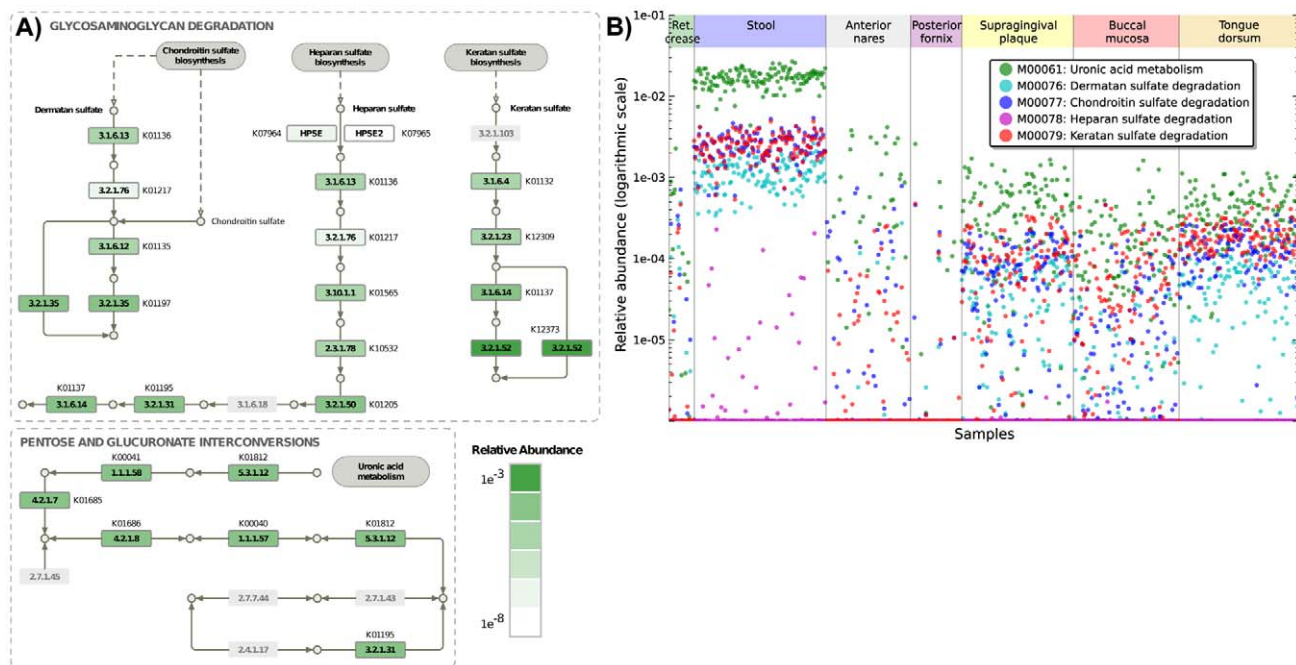 A)
GLYCOSAMINOGLYCAN DEGRADATION
Chondroitin sulfate
biosynthesis
Heparan sulfate
biosynthesis
Keratan sulfate
biosynthesis
Dermatan sulfate
Heparan sulfate
Keratan sulfate
3.1.6.13
K01136
K07964
HPSE
HPSE2
K07965
3.2.1.103
3.2.1.76
K01217
3.1.6.13
K01136
3.1.6.4
K01132
Chondroitin sulfate
3.1.6.12
K01135
3.2.1.76
K01217
3.2.1.23
K12309
3.2.1.35
3.2.1.35
K01197
3.10.1.1
K01565
3.1.6.14
K01137
K12373
2.3.1.78
K10532
3.2.1.52
3.2.1.52
K01137
K01195
3.1.6.14
3.2.1.31
3.1.6.18
3.2.1.50
K01205
PENTOSE AND GLUCURONATE INTERCONVERSIONS
K00041
K01812
1.1.1.58
5.3.1.12
Uronic acid
metabolism
4.2.1.7
K01685
K01686
K00040
K01812
4.2.1.8
1.1.1.57
5.3.1.12
2.7.1.45
2.7.7.44
2.7.1.43
K01195
2.4.1.17
3.2.1.31
Relative Abundance
1e-3
1e-8
B)
Ret.
crease
Stool
Anterior
nares
Posterior
fornix
Supragingival
plaque
Buccal
mucosa
Tongue
dorsum
M00061: Uronic acid metabolism
M00076: Dermatan sulfate degradation
M00077: Chondroitin sulfate degradation
M00078: Heparan sulfate degradation
M00079: Keratan sulfate degradation
Relative abundance (logarithmic scale)
1e-01
1e-02
1e-03
1e-04
1e-05
Samples